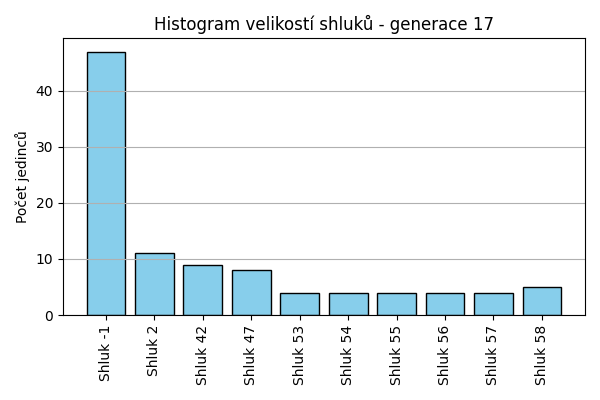 Histogram velikostí shluků - generace 17
Počet jedinců
40
30
20
10
0
Shluk -1
Shluk 2
Shluk 42
Shluk 47
Shluk 53
Shluk 54
Shluk 55
Shluk 56
Shluk 57
Shluk 58